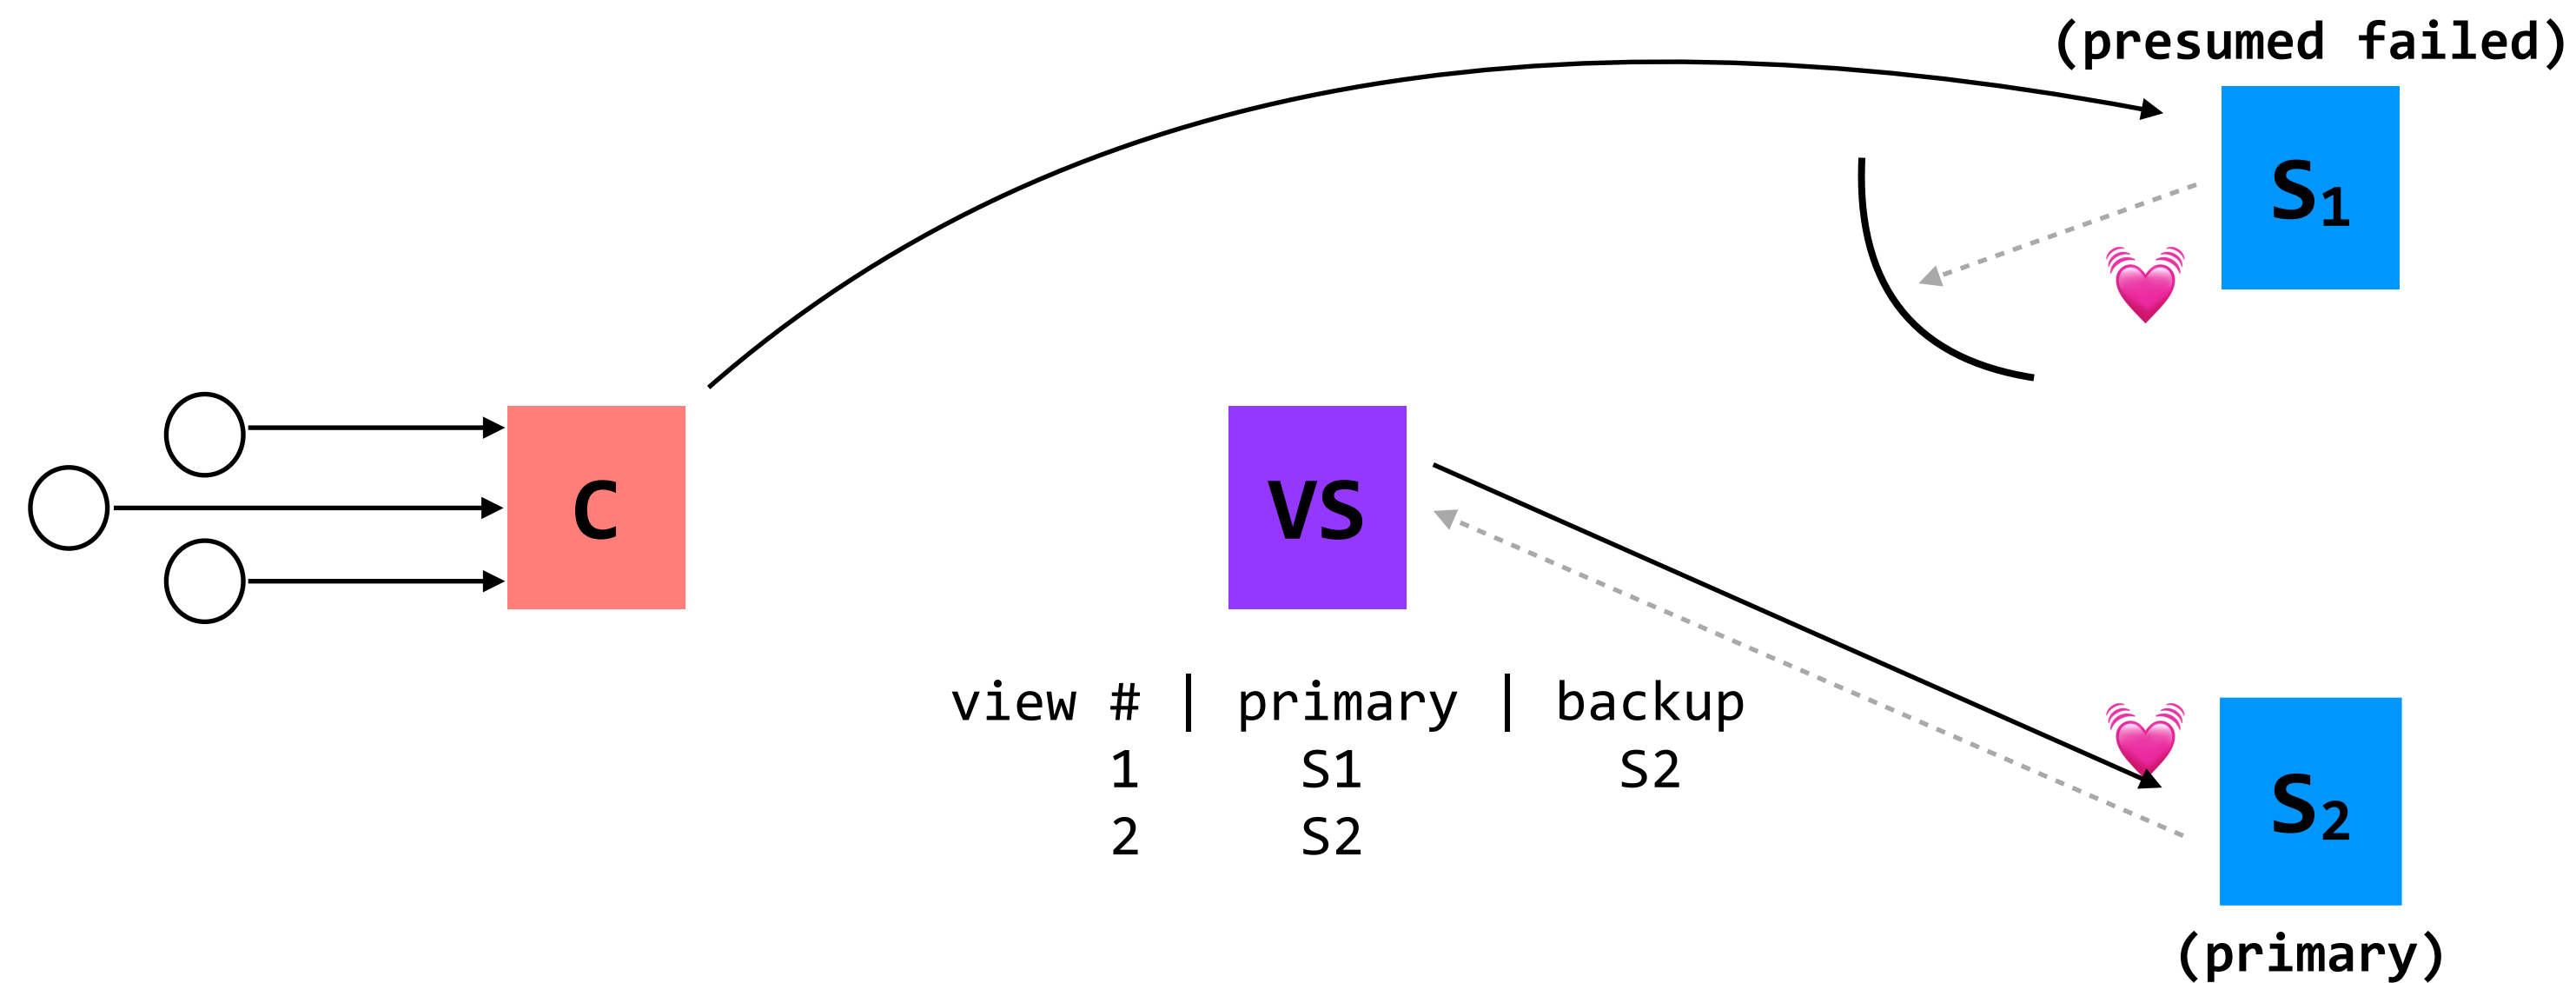 (presumed failed)
S1
C
VS
view # | primary | backup
1 S1 S2
2 S2
S2
(primary)